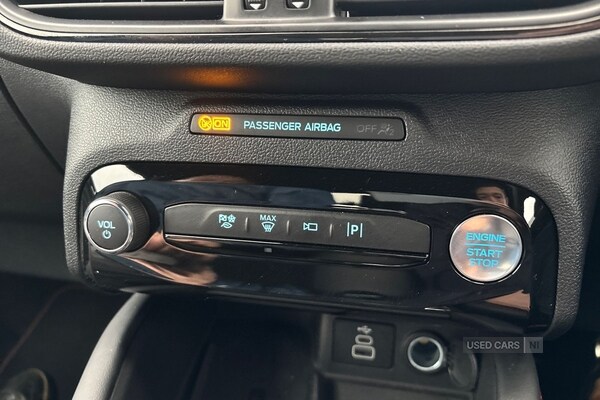 ON PASSENGER AIRBAG OFF
VOL
MAX
P
ENGINE
START
STOP
USED CARS NI